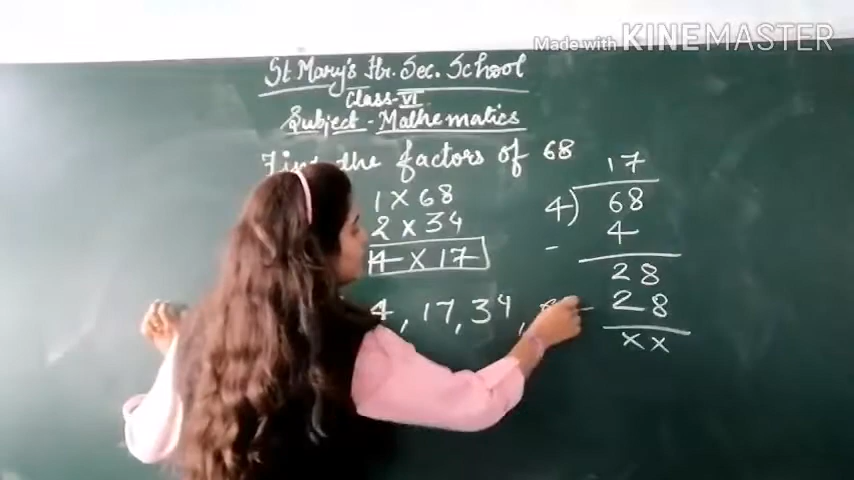 Made with KINEMASTER
St Mary's Hr. Sec. School
Class-VI
Subject - Mathematics
Find the factors of 68
1 X 68
2 X 34
4 X 17
4, 17, 34,
17
4) 68
4
-
28
- 28
x x